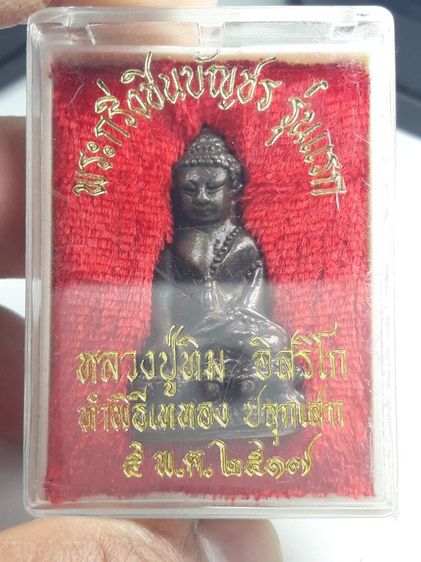 พระกริ่งชินบัญชร รุ่นแรก
หลวงปู่ทิม อิสริโก
ทำพิธีเททอง ปลุกเสก
๕ พ.ศ. ๒๕๑๗